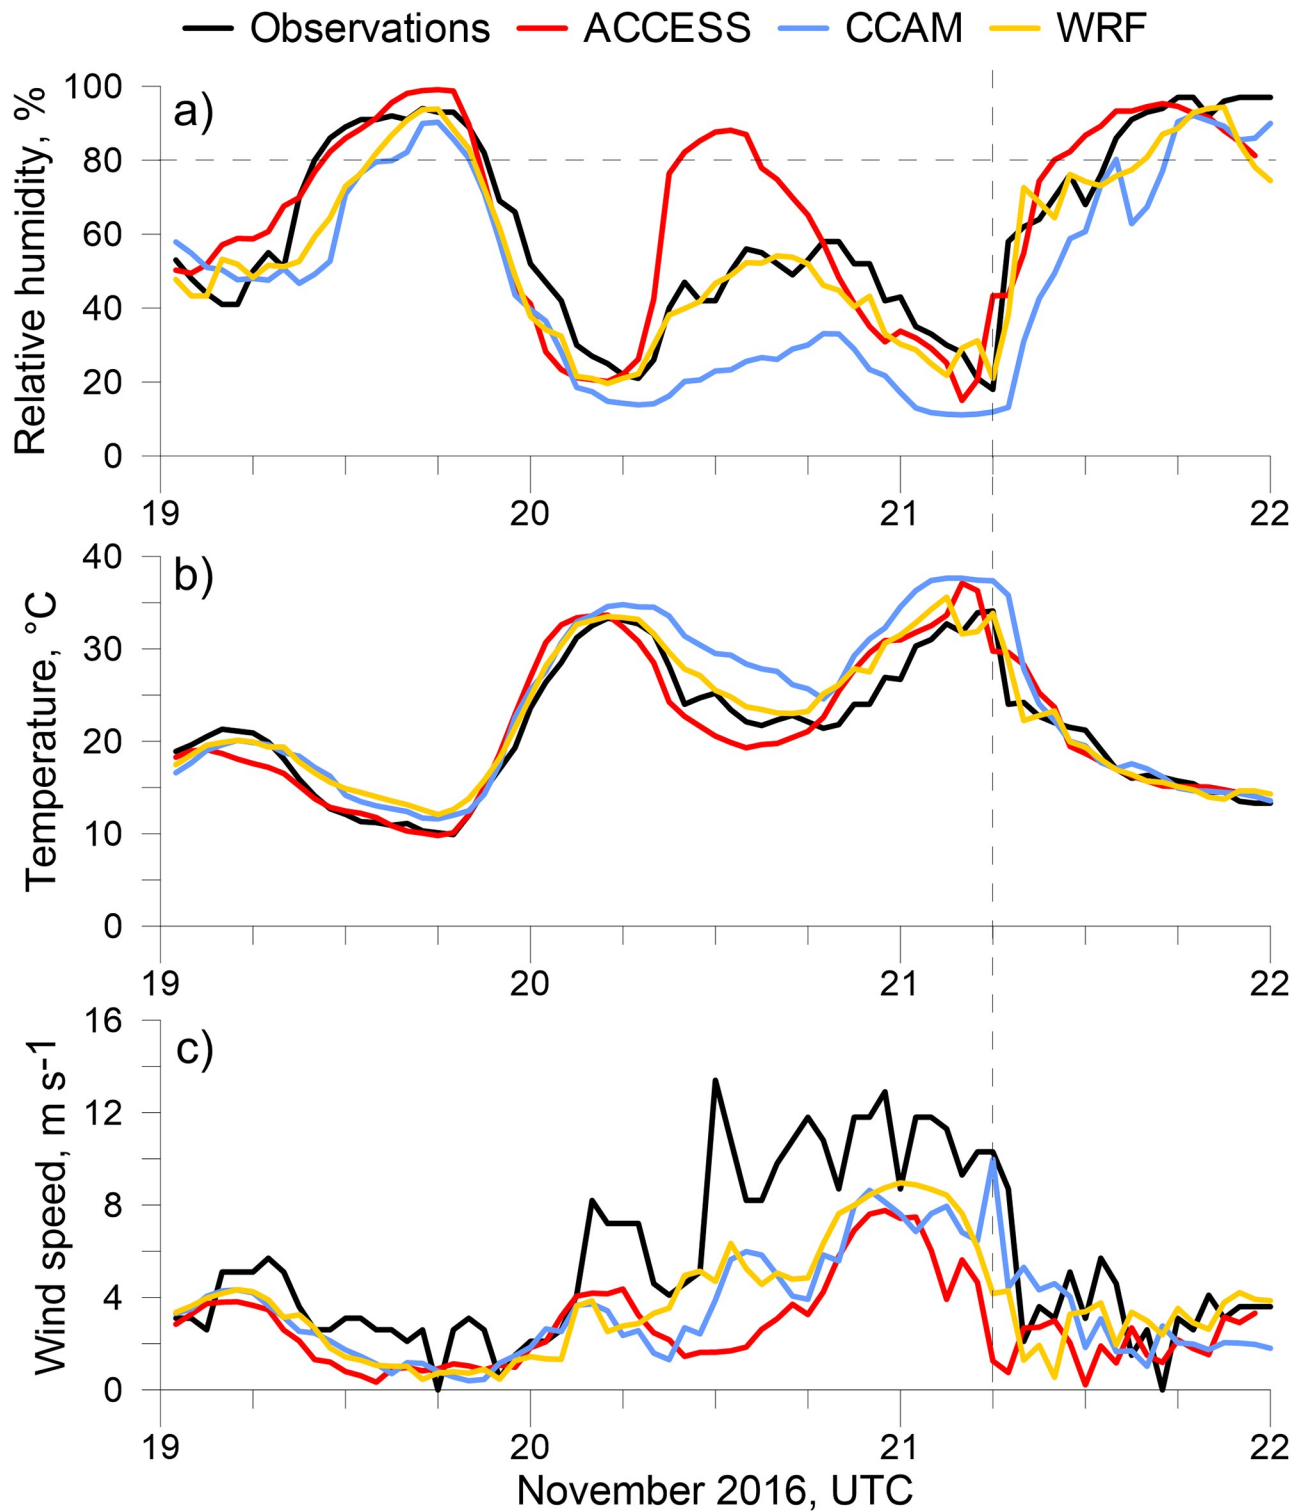 Observations ACCESS CCAM WRF
a)
Relative humidity, %
100
80
60
40
20
0
19 20 21 22
b)
Temperature, °C
40
30
20
10
0
19 20 21 22
c)
Wind speed, m s-1
16
12
8
4
0
19 20 21 22
November 2016, UTC